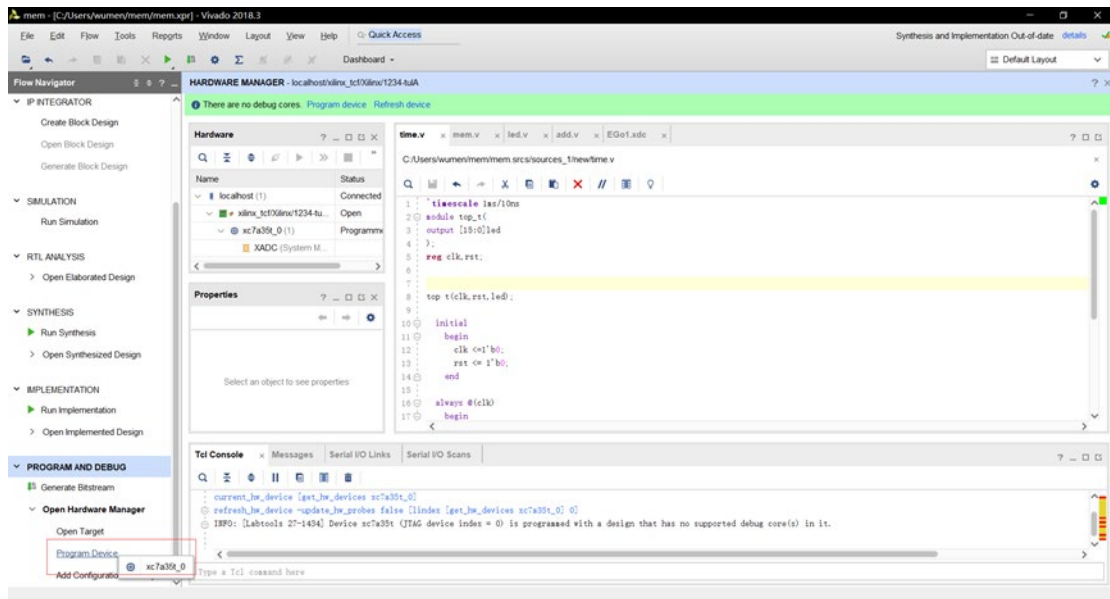 mem - [C:/Users/wumen/mem/mem.xpr] - Vivado 2018.3
File Edit Flow Tools Reports Window Layout View Help Quick Access
Synthesis and Implementation Out-of-date details
Dashboard
Default Layout
Flow Navigator
IP INTEGRATOR
Create Block Design
Open Block Design
Generate Block Design
SIMULATION
Run Simulation
RTL ANALYSIS
Open Elaborated Design
SYNTHESIS
Run Synthesis
Open Synthesized Design
IMPLEMENTATION
Run Implementation
Open Implemented Design
PROGRAM AND DEBUG
Generate Bitstream
Open Hardware Manager
Open Target
Program Device
xc7a35t_0
Add Configuratio
HARDWARE MANAGER - localhost/xilinx_tcf/Xilinx/1234-tulA
There are no debug cores. Program device Refresh device
Hardware
Name Status
localhost (1) Connected
xilinx_tcf/Xilinx/1234-tu... Open
xc7a35t_0 (1) Programm
XADC (System M...
Properties
Select an object to see properties
time.v mem.v led.v add.v EGo1.xdc
C:/Users/wumen/mem/mem.srcs/sources_1/new/time.v
1 `timescale 1ms/10ns
2 module top_t(
3 output [15:0]led
4 );
5 reg clk,rst;
6
7
8 top t(clk,rst,led);
9
10 initial
11 begin
12 clk <=1'b0;
13 rst <= 1'b0;
14 end
15
16 always @(clk)
17 begin
Tcl Console Messages Serial I/O Links Serial I/O Scans
current_hw_device [get_hw_devices xc7a35t_0]
refresh_hw_device -update_hw_probes false [lindex [get_hw_devices xc7a35t_0] 0]
INFO: [Labtools 27-1434] Device xc7a35t (JTAG device index = 0) is programmed with a design that has no supported debug core(s) in it.
Type a Tcl command here